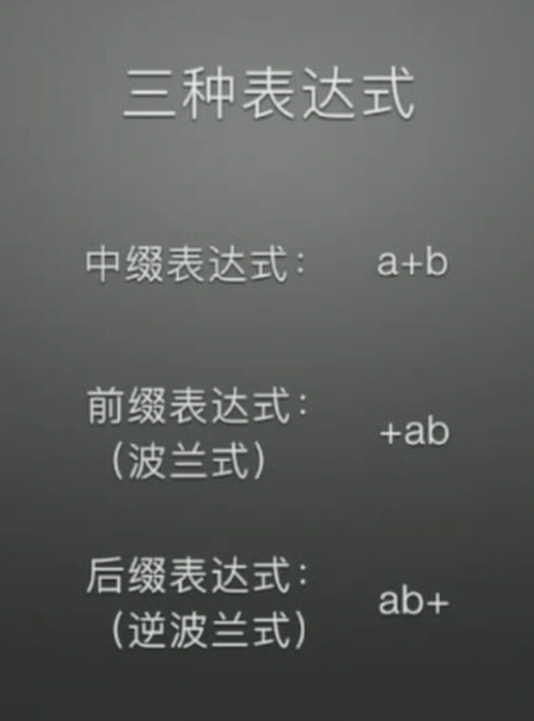 三种表达式
中缀表达式： a+b
前缀表达式：
（波兰式） +ab
后缀表达式：
（逆波兰式） ab+